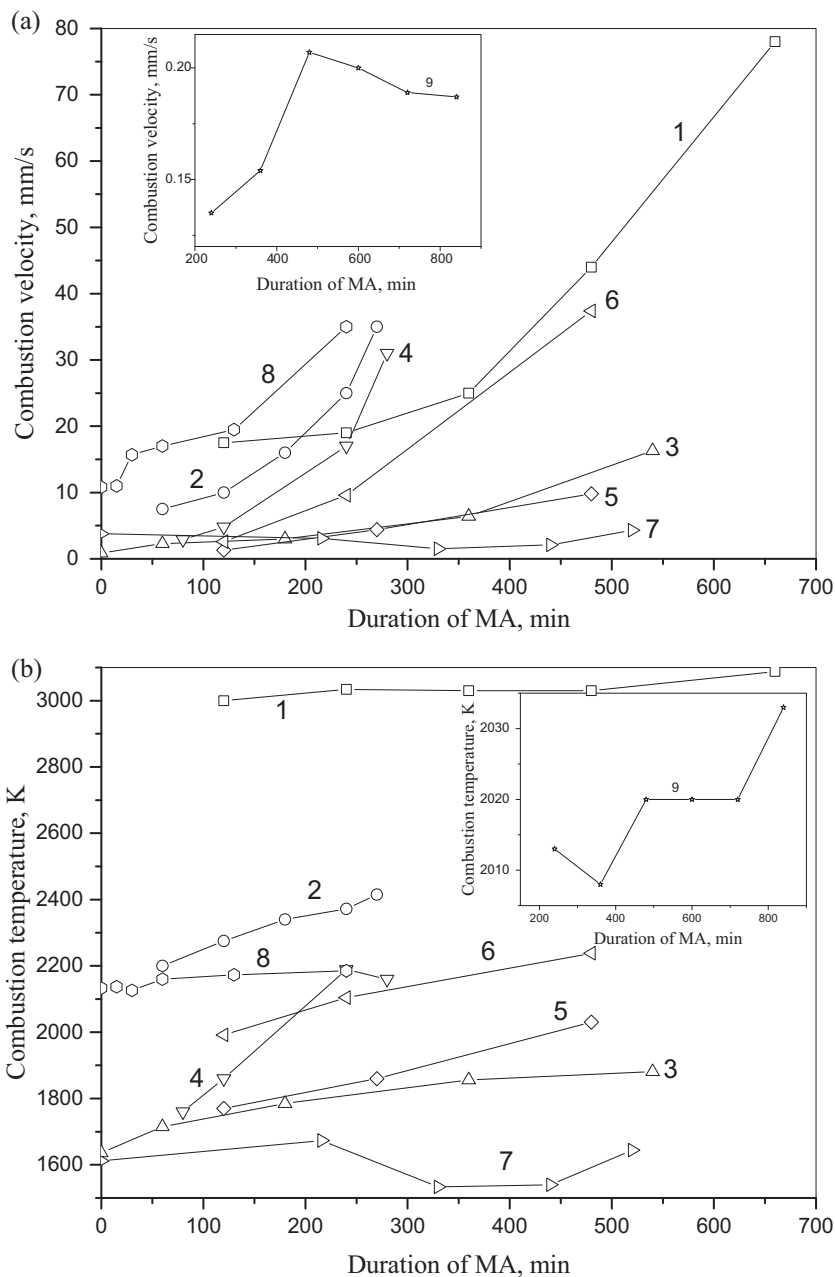 (a)
80
70
60
50
40
30
20
10
0
Combustion velocity, mm/s
0 100 200 300 400 500 600 700
Duration of MA, min
0.20
0.15
Combustion velocity, mm/s
200 400 600 800
Duration of MA, min
9
1
6
4
8
2
3
5
7
(b)
3000
2800
2600
2400
2200
2000
1800
1600
Combustion temperature, K
0 100 200 300 400 500 600 700
Duration of MA, min
2030
2020
2010
Combustion temperature, K
200 400 600 800
Duration of MA, min
9
1
2
8
6
5
4
3
7